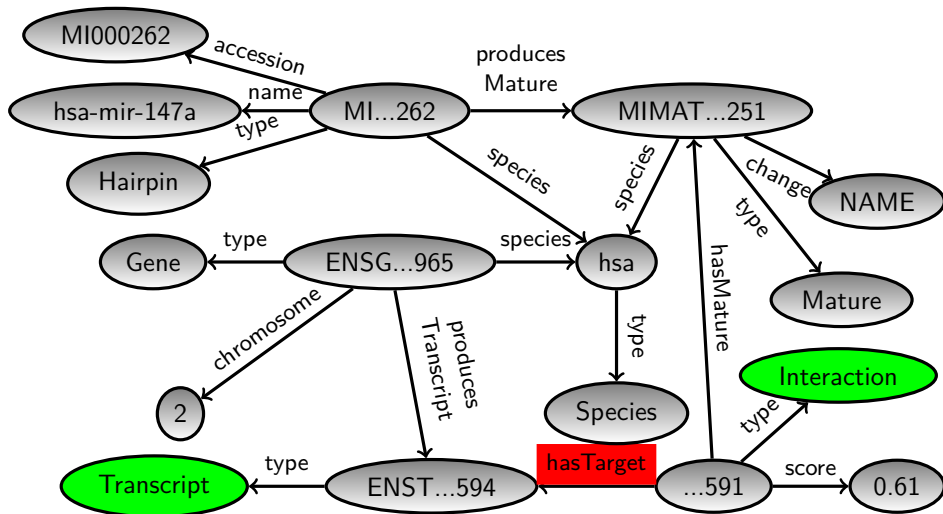 MI000262
accession
produces
Mature
hsa-mir-147a
name
MI...262
MIMAT...251
type
Hairpin
species
species
change
NAME
type
Gene
type
ENSG...965
species
hsa
hasMature
Mature
chromosome
produces
Transcript
type
Interaction
2
Species
type
Transcript
type
ENST...594
hasTarget
...591
score
0.61